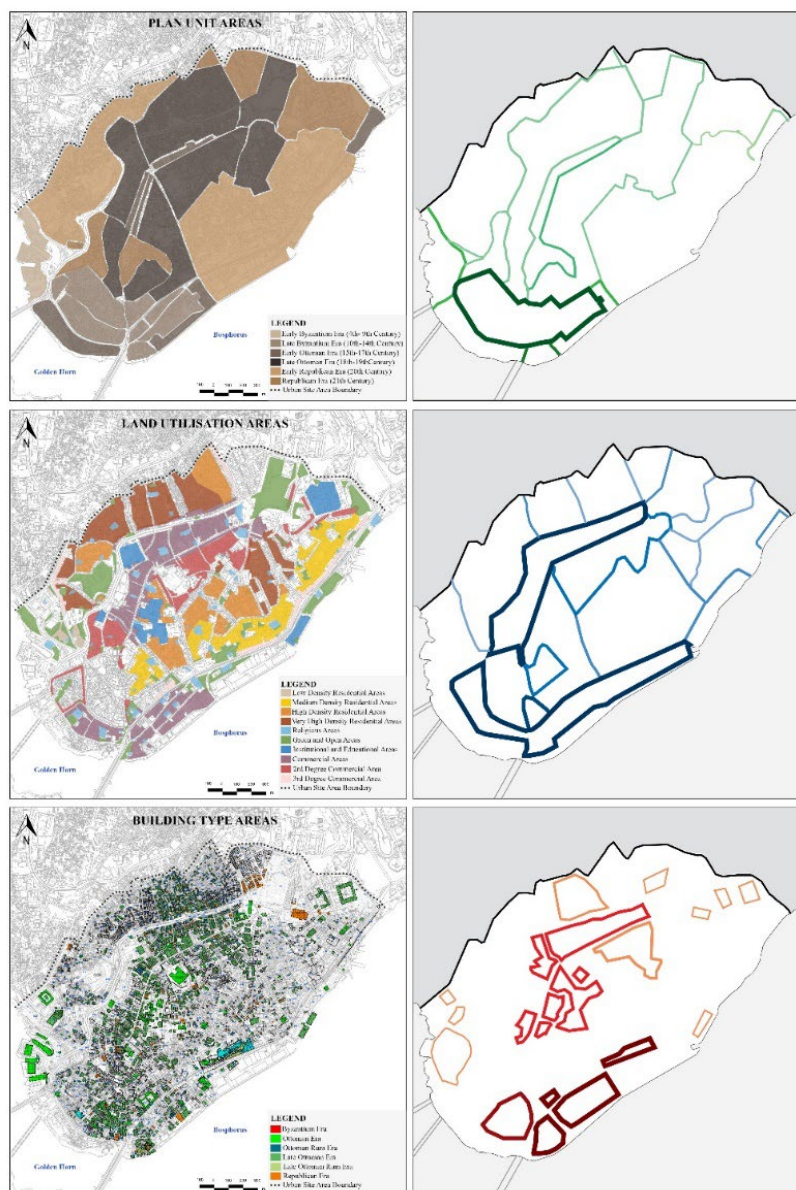 PLAN UNIT AREAS
N
LEGEND
Early Byzantium Era (4th- 9th Century)
Late Byzantium Era (10th-14th Century)
Early Ottoman Era (15th-17th Century)
Late Ottoman Era (18th-19thCentury)
Early Republican Era (20th Century)
Republican Era (21th Century)
Urban Site Area Boundary
Bosphorus
Golden Horn
LAND UTILISATION AREAS
N
LEGEND
Low Density Residential Areas
Medium Density Residential Areas
High Density Residential Areas
Very High Density Residential Areas
Religious Areas
Green and Open Areas
Institutional and Educational Areas
Commercial Areas
2rd Degree Commercial Area
3rd Degree Commercial Area
Urban Site Area Boundary
Bosphorus
Golden Horn
BUILDING TYPE AREAS
N
LEGEND
Byzantium Era
Ottoman Era
Ottoman Rum Era
Late Ottoman Era
Late Ottoman Rum Era
Republican Era
Urban Site Area Boundary
Bosphorus
Golden Horn